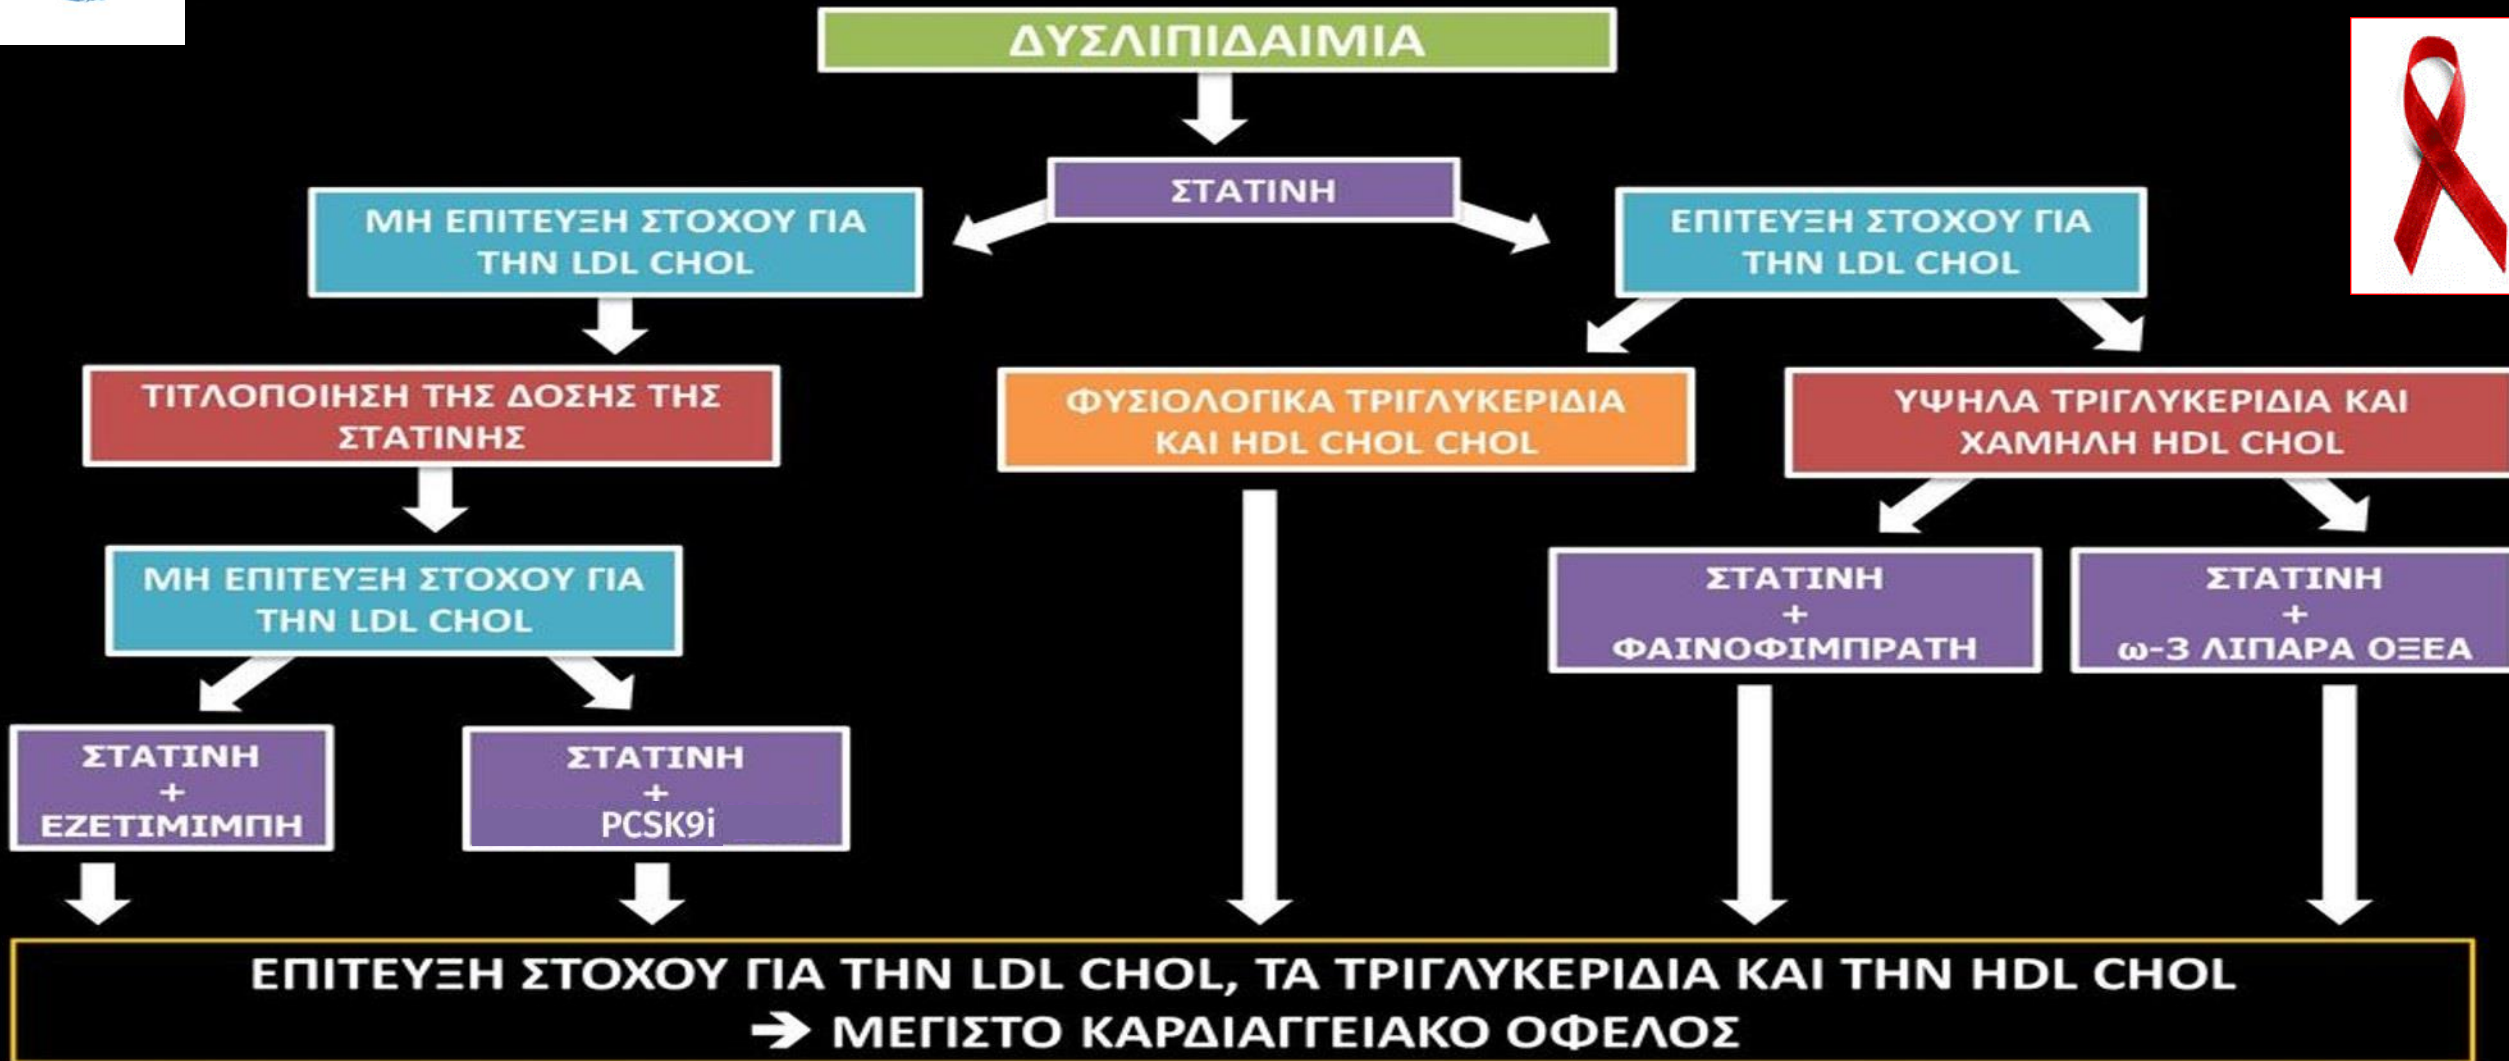 ΔΥΣΛΙΠΙΔΑΙΜΙΑ
ΣΤΑΤΙΝΗ
ΜΗ ΕΠΙΤΕΥΞΗ ΣΤΟΧΟΥ ΓΙΑ
ΤΗΝ LDL CHOL
ΕΠΙΤΕΥΞΗ ΣΤΟΧΟΥ ΓΙΑ
ΤΗΝ LDL CHOL
ΤΙΤΛΟΠΟΙΗΣΗ ΤΗΣ ΔΟΣΗΣ ΤΗΣ
ΣΤΑΤΙΝΗΣ
ΦΥΣΙΟΛΟΓΙΚΑ ΤΡΙΓΛΥΚΕΡΙΔΙΑ
ΚΑΙ HDL CHOL CHOL
ΥΨΗΛΑ ΤΡΙΓΛΥΚΕΡΙΔΙΑ ΚΑΙ
ΧΑΜΗΛΗ HDL CHOL
ΜΗ ΕΠΙΤΕΥΞΗ ΣΤΟΧΟΥ ΓΙΑ
ΤΗΝ LDL CHOL
ΣΤΑΤΙΝΗ
+
ΦΑΙΝΟΦΙΜΠΡΑΤΗ
ΣΤΑΤΙΝΗ
+
ω-3 ΛΙΠΑΡΑ ΟΞΕΑ
ΣΤΑΤΙΝΗ
+
ΕΖΕΤΙΜΙΜΠΗ
ΣΤΑΤΙΝΗ
+
PCSK9i
ΕΠΙΤΕΥΞΗ ΣΤΟΧΟΥ ΓΙΑ ΤΗΝ LDL CHOL, ΤΑ ΤΡΙΓΛΥΚΕΡΙΔΙΑ ΚΑΙ ΤΗΝ HDL CHOL
➔ ΜΕΓΙΣΤΟ ΚΑΡΔΙΑΓΓΕΙΑΚΟ ΟΦΕΛΟΣ